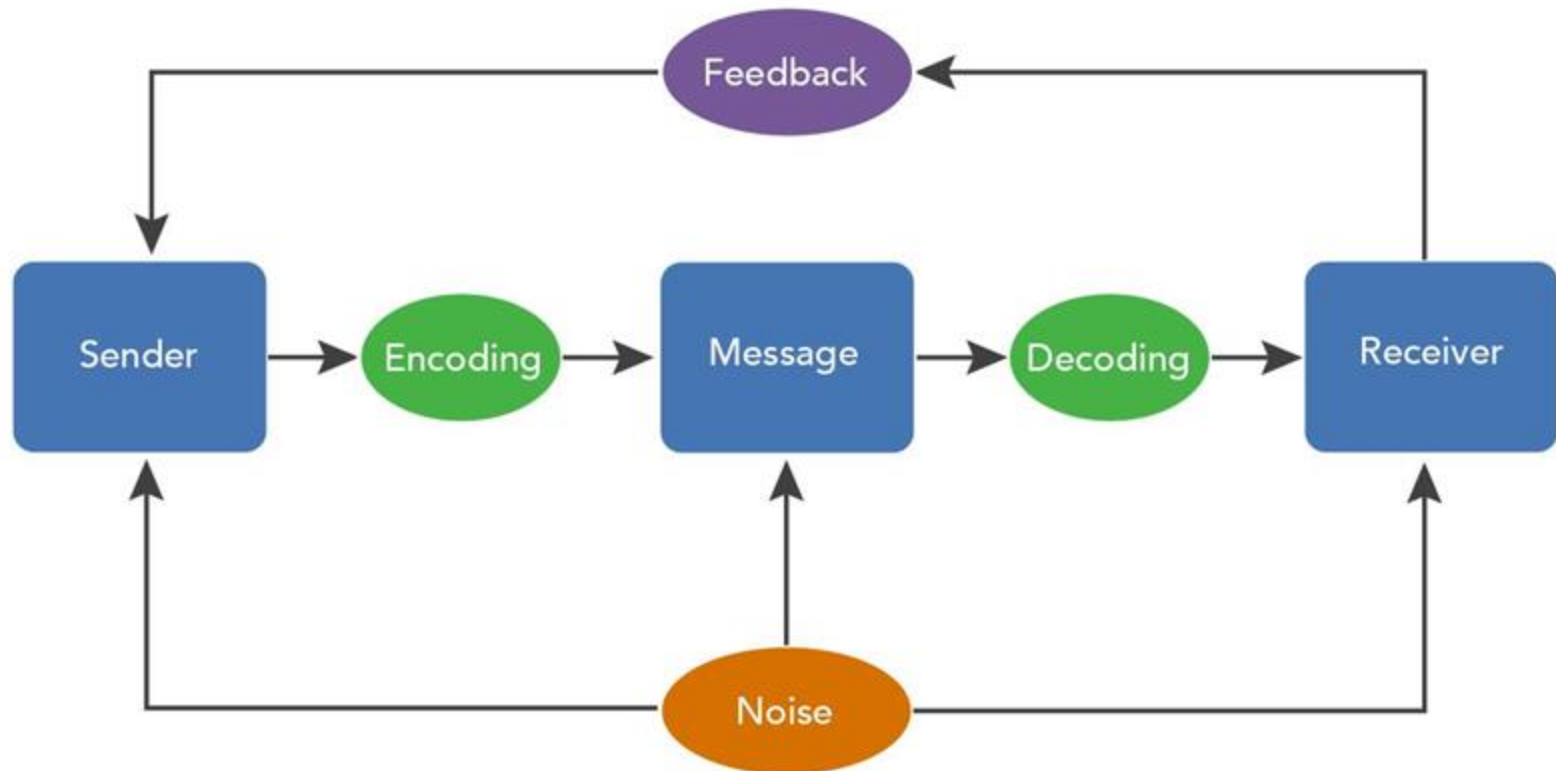 Feedback
Sender
Encoding
Message
Decoding
Receiver
Noise